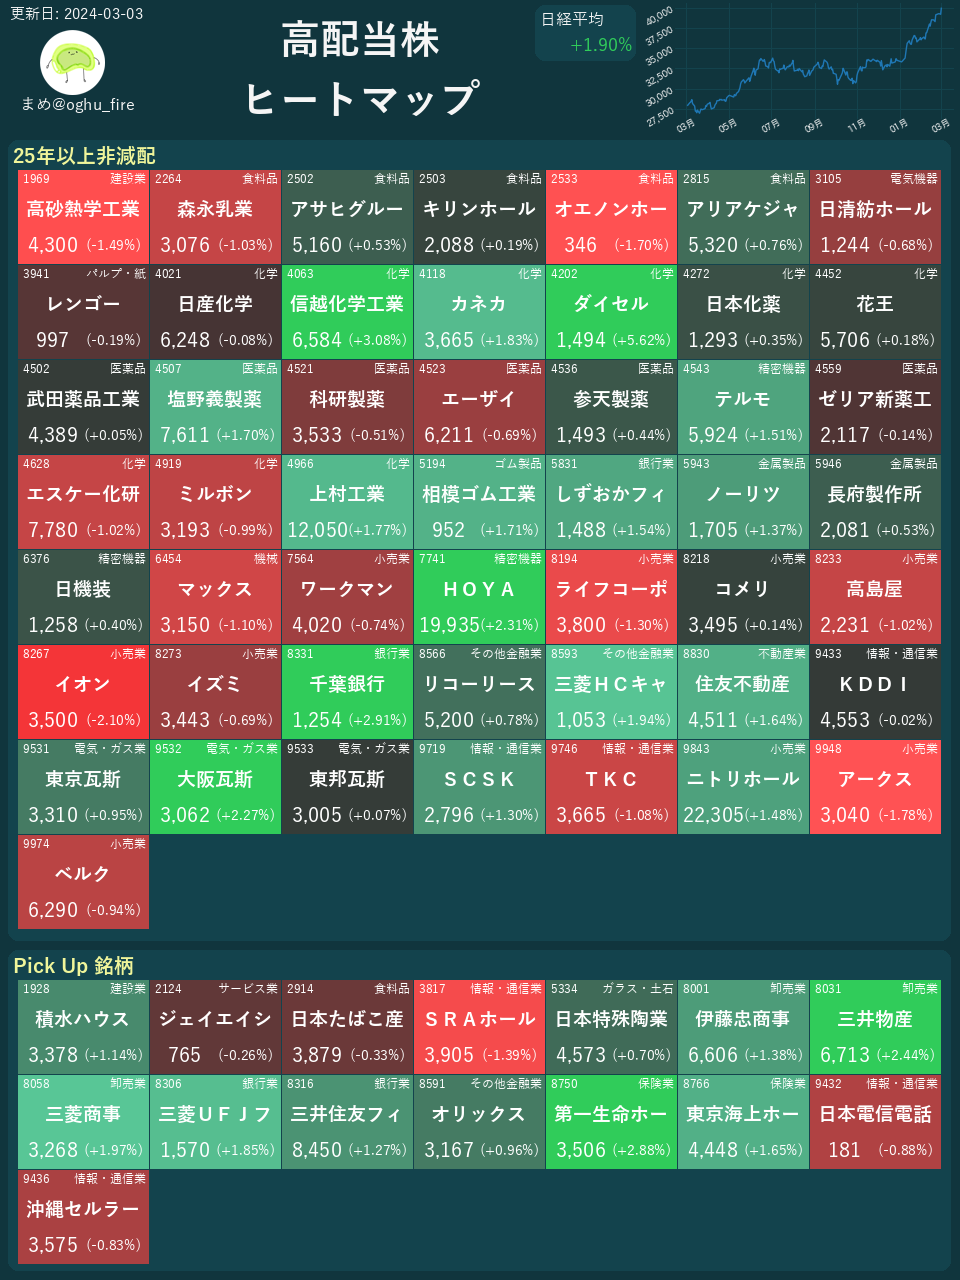 更新日: 2024-03-03
まめ@oghu_fire
高配当株
ヒートマップ
日経平均
+1.90%
40,000
37,500
35,000
32,500
30,000
27,500
03月 05月 07月 09月 11月 01月 03月
25年以上非減配
1969 建設業 2264 食料品 2502 食料品 2503 食料品 2533 食料品 2815 食料品 3105 電気機器
高砂熱学工業 森永乳業 アサヒグルー キリンホール オエノンホー アリアケジャ 日清紡ホール
4,300 (-1.49%) 3,076 (-1.03%) 5,160 (+0.53%) 2,088 (+0.19%) 346 (-1.70%) 5,320 (+0.76%) 1,244 (-0.68%)
3941 パルプ・紙 4021 化学 4063 化学 4118 化学 4202 化学 4272 化学 4452 化学
レンゴー 日産化学 信越化学工業 カネカ ダイセル 日本化薬 花王
997 (-0.19%) 6,248 (-0.08%) 6,584 (+3.08%) 3,665 (+1.83%) 1,494 (+5.62%) 1,293 (+0.35%) 5,706 (+0.18%)
4502 医薬品 4507 医薬品 4521 医薬品 4523 医薬品 4536 医薬品 4543 精密機器 4559 医薬品
武田薬品工業 塩野義製薬 科研製薬 エーザイ 参天製薬 テルモ ゼリア新薬工
4,389 (+0.05%) 7,611 (+1.70%) 3,533 (-0.51%) 6,211 (-0.69%) 1,493 (+0.44%) 5,924 (+1.51%) 2,117 (-0.14%)
4628 化学 4919 化学 4966 化学 5194 ゴム製品 5831 銀行業 5943 金属製品 5946 金属製品
エスケー化研 ミルボン 上村工業 相模ゴム工業 しずおかフィ ノーリツ 長府製作所
7,780 (-1.02%) 3,193 (-0.99%) 12,050(+1.77%) 952 (+1.71%) 1,488 (+1.54%) 1,705 (+1.37%) 2,081 (+0.53%)
6376 精密機器 6454 機械 7564 小売業 7741 精密機器 8194 小売業 8218 小売業 8233 小売業
日機装 マックス ワークマン ＨＯＹＡ ライフコーポ コメリ 高島屋
1,258 (+0.40%) 3,150 (-1.10%) 4,020 (-0.74%) 19,935(+2.31%) 3,800 (-1.30%) 3,495 (+0.14%) 2,231 (-1.02%)
8267 小売業 8273 小売業 8331 銀行業 8566 その他金融業 8593 その他金融業 8830 不動産業 9433 情報・通信業
イオン イズミ 千葉銀行 リコーリース 三菱ＨＣキャ 住友不動産 ＫＤＤＩ
3,500 (-2.10%) 3,443 (-0.69%) 1,254 (+2.91%) 5,200 (+0.78%) 1,053 (+1.94%) 4,511 (+1.64%) 4,553 (-0.02%)
9531 電気・ガス業 9532 電気・ガス業 9533 電気・ガス業 9719 情報・通信業 9746 情報・通信業 9843 小売業 9948 小売業
東京瓦斯 大阪瓦斯 東邦瓦斯 ＳＣＳＫ ＴＫＣ ニトリホール アークス
3,310 (+0.95%) 3,062 (+2.27%) 3,005 (+0.07%) 2,796 (+1.30%) 3,665 (-1.08%) 22,305(+1.48%) 3,040 (-1.78%)
9974 小売業
ベルク
6,290 (-0.94%)
Pick Up 銘柄
1928 建設業 2124 サービス業 2914 食料品 3817 情報・通信業 5334 ガラス・土石 8001 卸売業 8031 卸売業
積水ハウス ジェイエイシ 日本たばこ産 ＳＲＡホール 日本特殊陶業 伊藤忠商事 三井物産
3,378 (+1.14%) 765 (-0.26%) 3,879 (-0.33%) 3,905 (-1.39%) 4,573 (+0.70%) 6,606 (+1.38%) 6,713 (+2.44%)
8058 卸売業 8306 銀行業 8316 銀行業 8591 その他金融業 8750 保険業 8766 保険業 9432 情報・通信業
三菱商事 三菱ＵＦＪフ 三井住友フィ オリックス 第一生命ホー 東京海上ホー 日本電信電話
3,268 (+1.97%) 1,570 (+1.85%) 8,450 (+1.27%) 3,167 (+0.96%) 3,506 (+2.88%) 4,448 (+1.65%) 181 (-0.88%)
9436 情報・通信業
沖縄セルラー
3,575 (-0.83%)